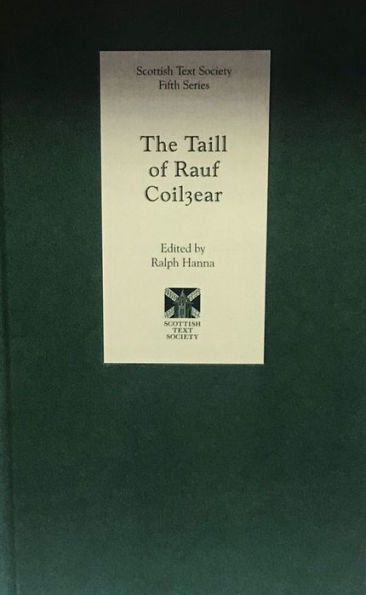 Scottish Text Society
Fifth Series
The Taill
of Rauf
Coilȝear
Edited by
Ralph Hanna
SCOTTISH
TEXT
SOCIETY